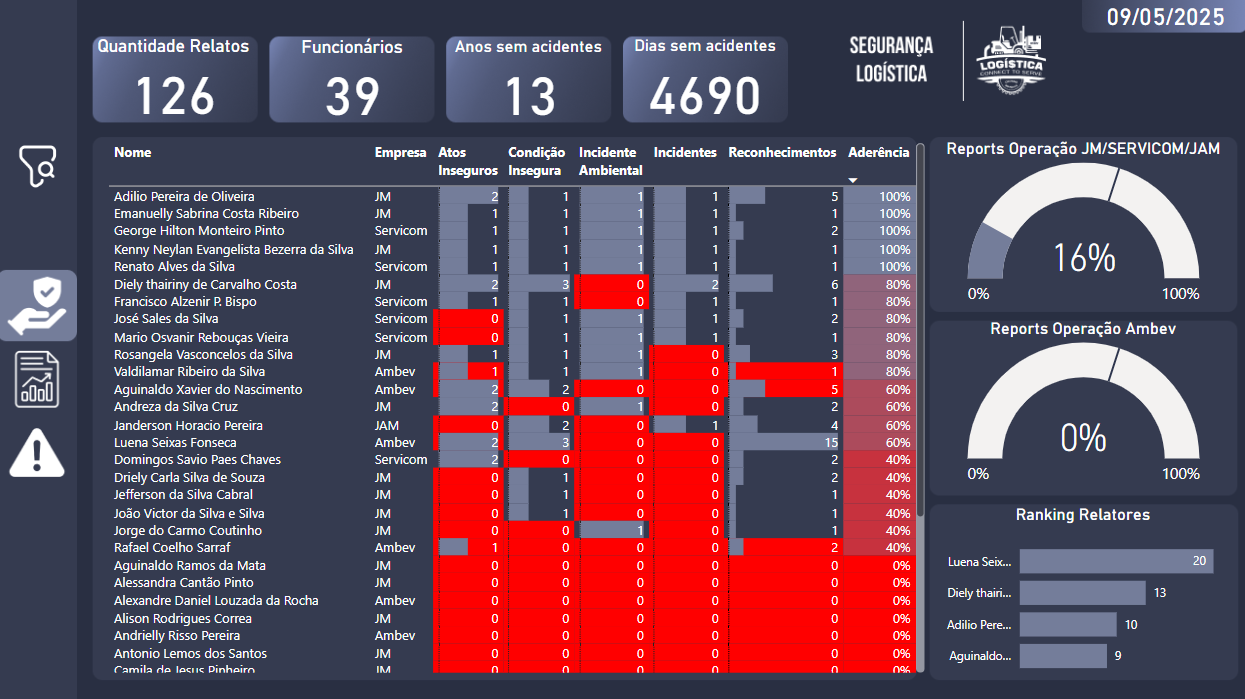 09/05/2025
Quantidade Relatos
126
Funcionários
39
Anos sem acidentes
13
Dias sem acidentes
4690
SEGURANÇA
LOGÍSTICA
LOGÍSTICA
CONNECT TO SERVE
Nome Empresa Atos Inseguros Condição Insegura Incidente Ambiental Incidentes Reconhecimentos Aderência
Adilio Pereira de Oliveira JM 2 1 1 1 5 100%
Emanuelly Sabrina Costa Ribeiro JM 1 1 1 1 1 100%
George Hilton Monteiro Pinto Servicom 1 1 1 1 2 100%
Kenny Neylan Evangelista Bezerra da Silva JM 1 1 1 1 1 100%
Renato Alves da Silva Servicom 1 1 1 1 1 100%
Diely thairiny de Carvalho Costa JM 2 3 0 2 6 80%
Francisco Alzenir P. Bispo Servicom 1 1 0 1 1 80%
José Sales da Silva Servicom 0 1 1 1 2 80%
Mario Osvanir Rebouças Vieira Servicom 0 1 1 1 1 80%
Rosangela Vasconcelos da Silva JM 1 1 1 0 3 80%
Valdilamar Ribeiro da Silva Ambev 1 1 1 0 1 80%
Aguinaldo Xavier do Nascimento Ambev 2 2 0 0 5 60%
Andreza da Silva Cruz JM 2 0 1 0 2 60%
Janderson Horacio Pereira JAM 0 2 0 1 4 60%
Luena Seixas Fonseca Ambev 2 3 0 0 15 60%
Domingos Savio Paes Chaves Servicom 2 0 0 0 2 40%
Driely Carla Silva de Souza JM 0 1 0 0 2 40%
Jefferson da Silva Cabral JM 0 1 0 0 1 40%
João Victor da Silva e Silva JM 0 1 0 0 1 40%
Jorge do Carmo Coutinho JM 0 0 1 0 1 40%
Rafael Coelho Sarraf Ambev 1 0 0 0 2 40%
Aguinaldo Ramos da Mata JM 0 0 0 0 0 0%
Alessandra Cantão Pinto JM 0 0 0 0 0 0%
Alexandre Daniel Louzada da Rocha Ambev 0 0 0 0 0 0%
Alison Rodrigues Correa JM 0 0 0 0 0 0%
Andrielly Risso Pereira Ambev 0 0 0 0 0 0%
Antonio Lemos dos Santos JM 0 0 0 0 0 0%
Camila de Jesus Pinheiro JM 0 0 0 0 0 0%
Reports Operação JM/SERVICOM/JAM
16%
0% 100%
Reports Operação Ambev
0%
0% 100%
Ranking Relatores
Luena Seix... 20
Diely thairi... 13
Adilio Pere... 10
Aguinaldo... 9